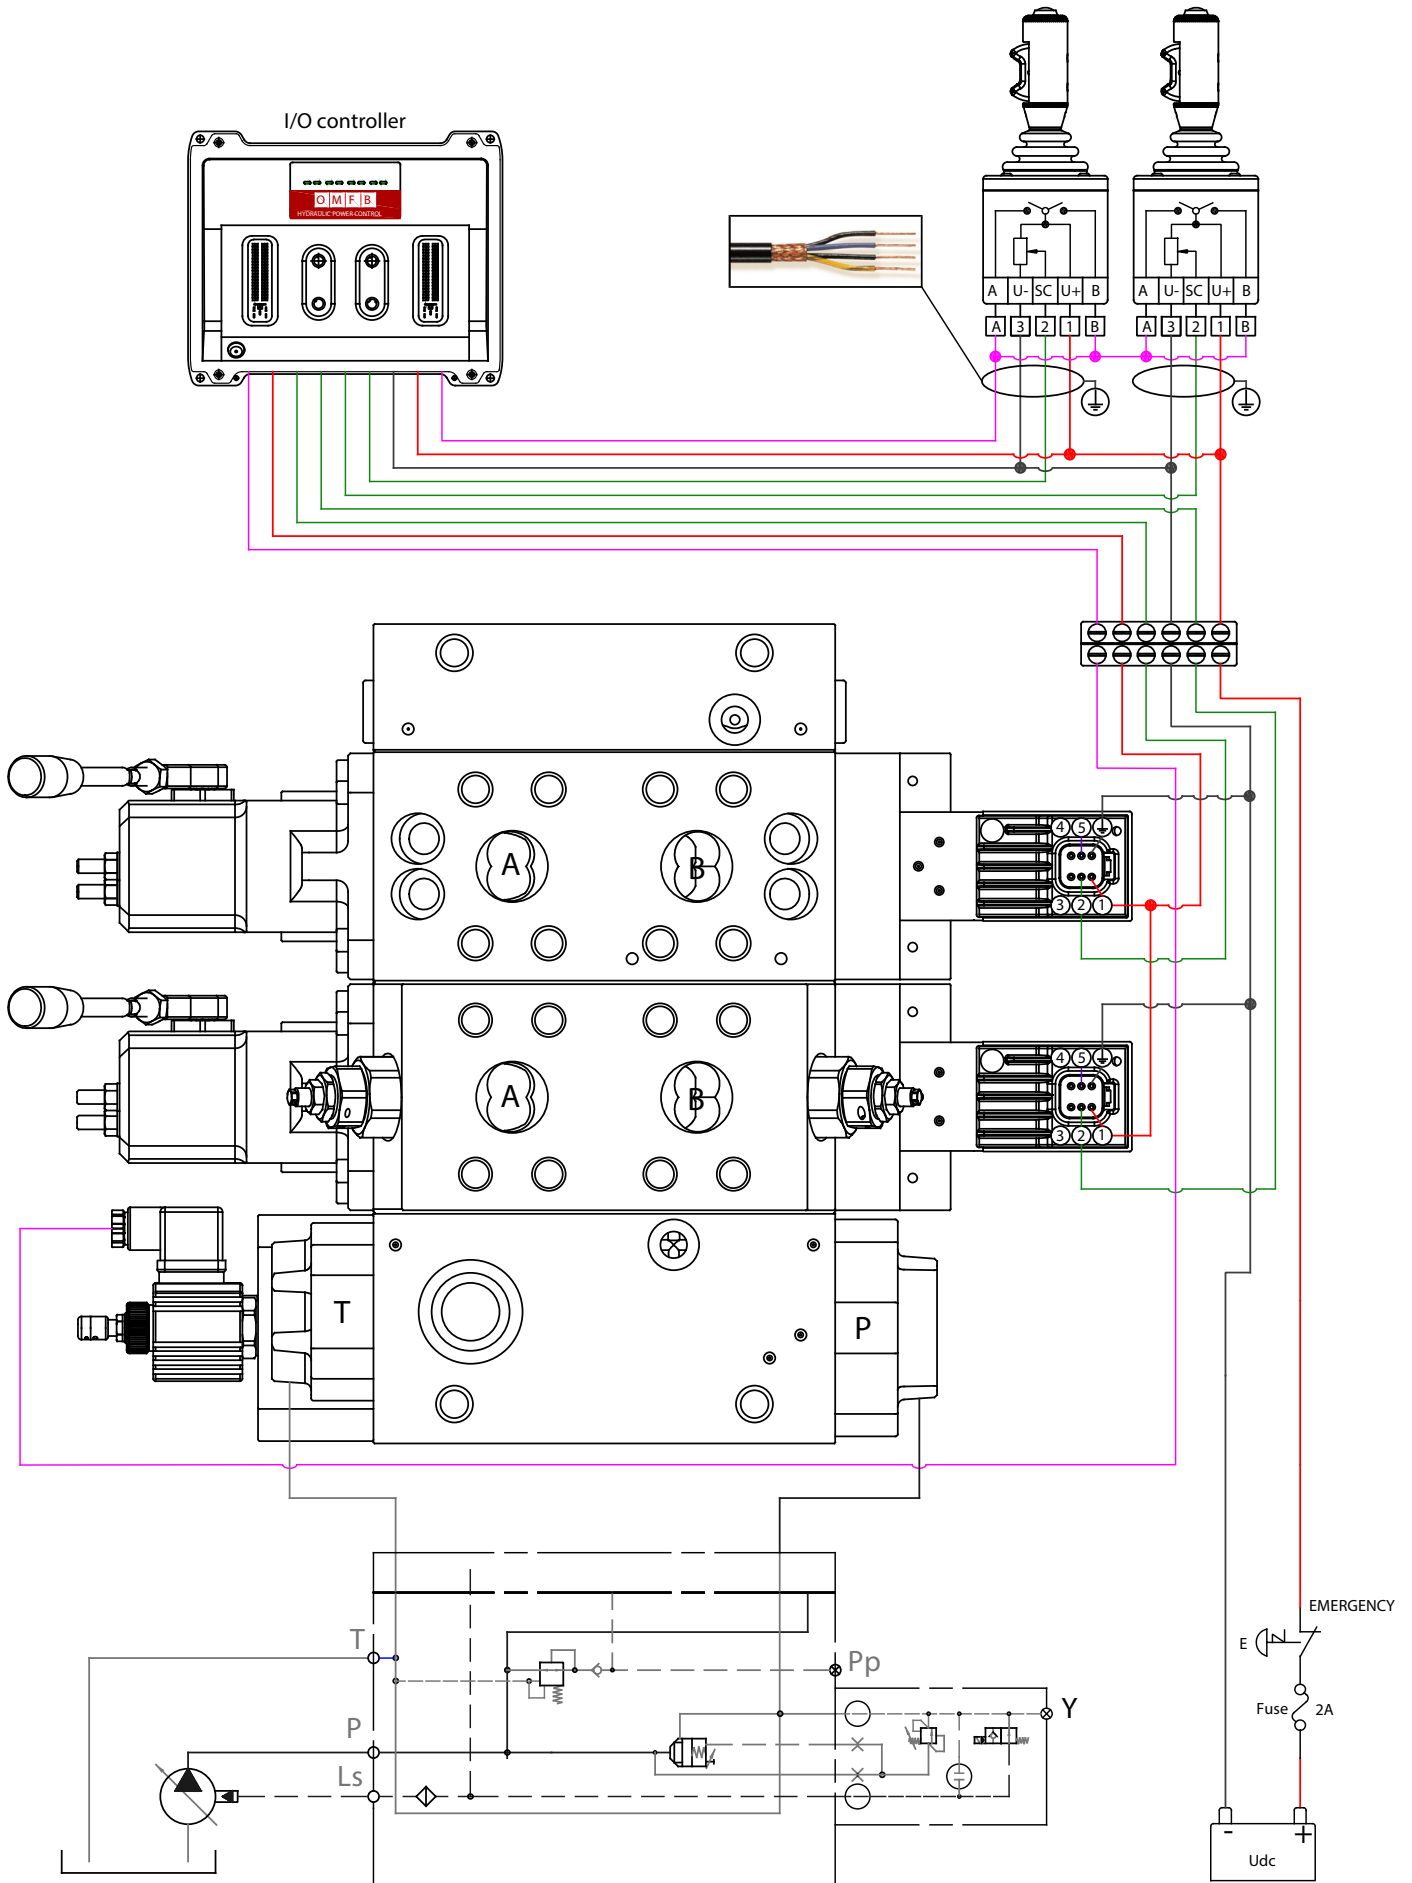 I/O controller
O M F B
HYDRAULIC POWER CONTROL
A U- SC U+ B
A U- SC U+ B
A 3 2 1 B
A 3 2 1 B
4 5
A
B
3 2 1
4 5
A
B
3 2 1
T
P
EMERGENCY
E
T
Pp
Fuse 2A
Y
P
Ls
- +
Udc